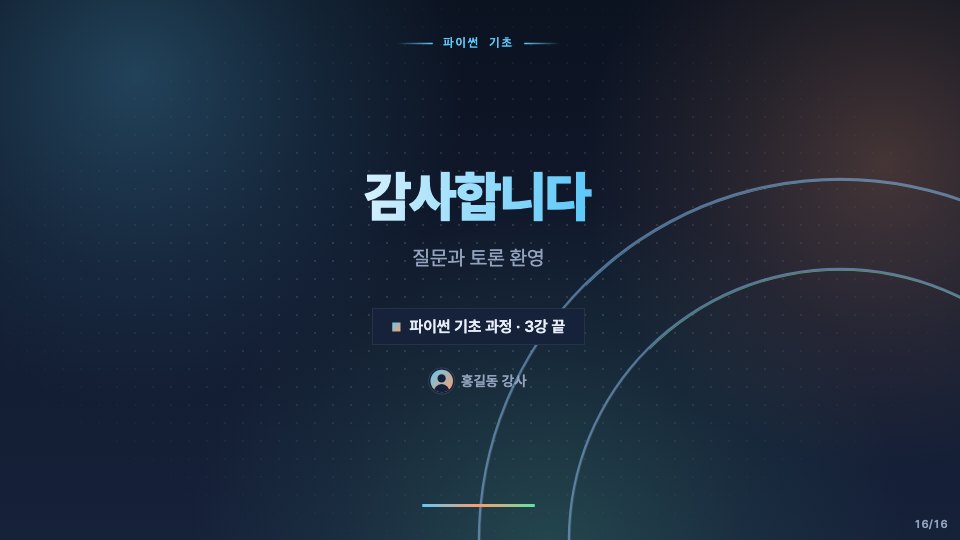 파이썬 기초
감사합니다
질문과 토론 환영
파이썬 기초 과정 · 3강 끝
홍길동 강사
16/16